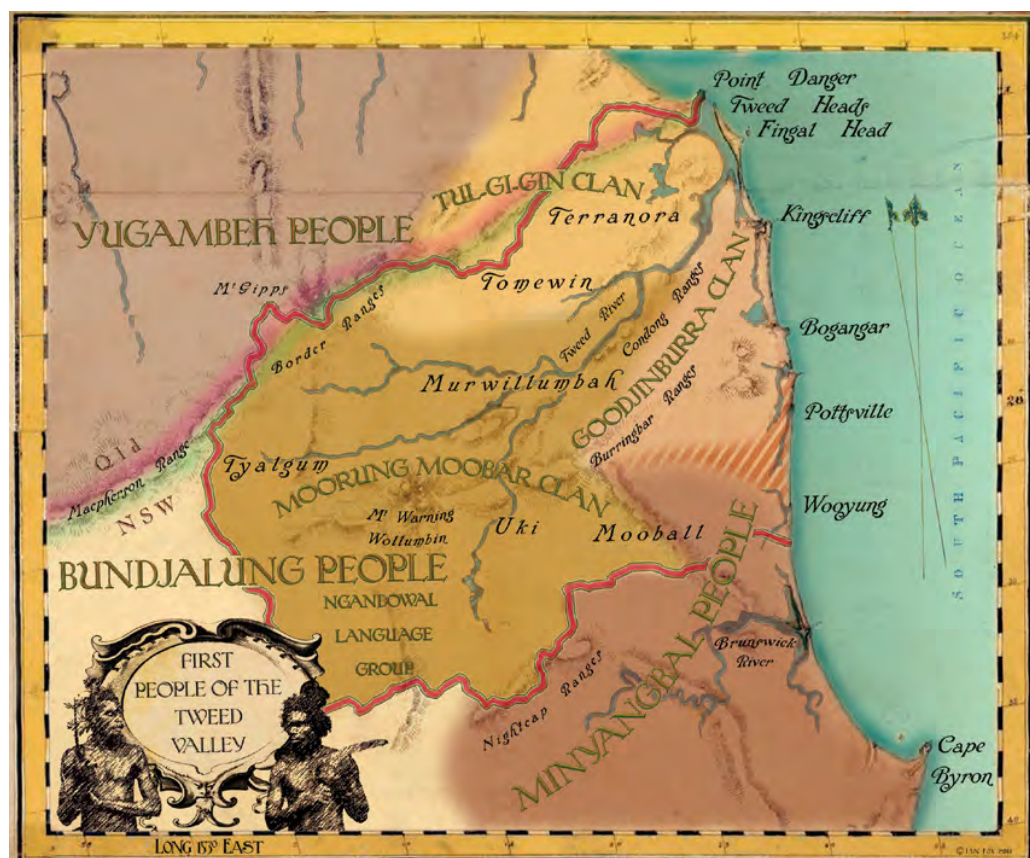 Point Danger
Tweed Heads
Fingal Head
TUL-GI-GIN CLAN
YUGAMBEH PEOPLE
Terranora
Kingscliff
Mt Gipps
Tomewin
Border Ranges
Tweed River
Condong Ranges
GOODJINBURRA CLAN
Bogangar
Murwillumbah
Burringbar Ranges
Pottsville
Qld
Macpherson Range
NSW
Tyalgum
MOORUNG MOOBAR CLAN
Mt Warning
Wollumbin
Uki
Mooball
Wooyung
SOUTH PACIFIC OCEAN
BUNDJALUNG PEOPLE
NGANDOWAL
LANGUAGE
GROUP
MINYANGBAL PEOPLE
Brunswick
River
Nightcap Ranges
FIRST
PEOPLE OF THE
TWEED
VALLEY
Cape
Byron
LONG 153° EAST